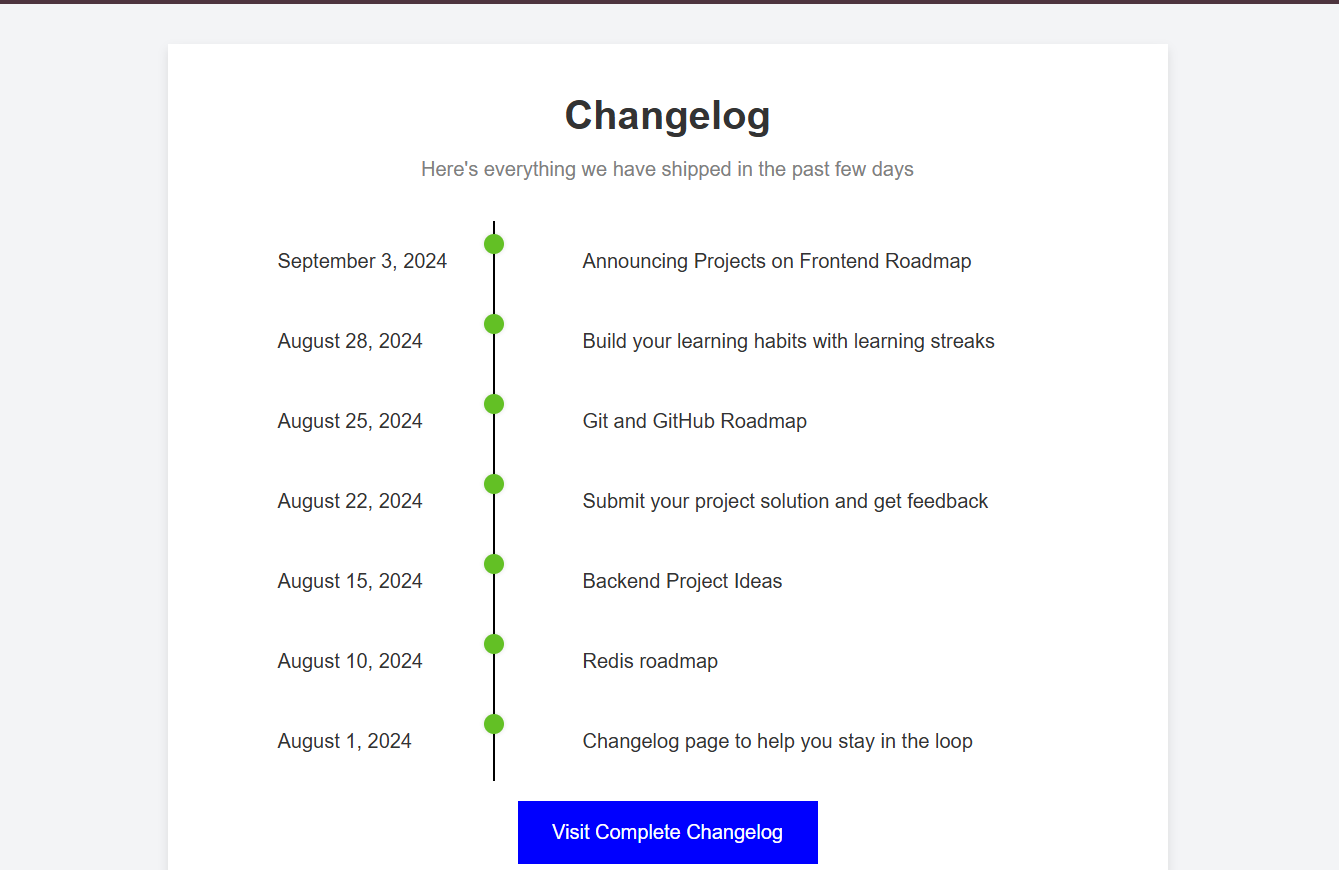 Changelog
Here's everything we have shipped in the past few days
September 3, 2024 Announcing Projects on Frontend Roadmap
August 28, 2024 Build your learning habits with learning streaks
August 25, 2024 Git and GitHub Roadmap
August 22, 2024 Submit your project solution and get feedback
August 15, 2024 Backend Project Ideas
August 10, 2024 Redis roadmap
August 1, 2024 Changelog page to help you stay in the loop
Visit Complete Changelog